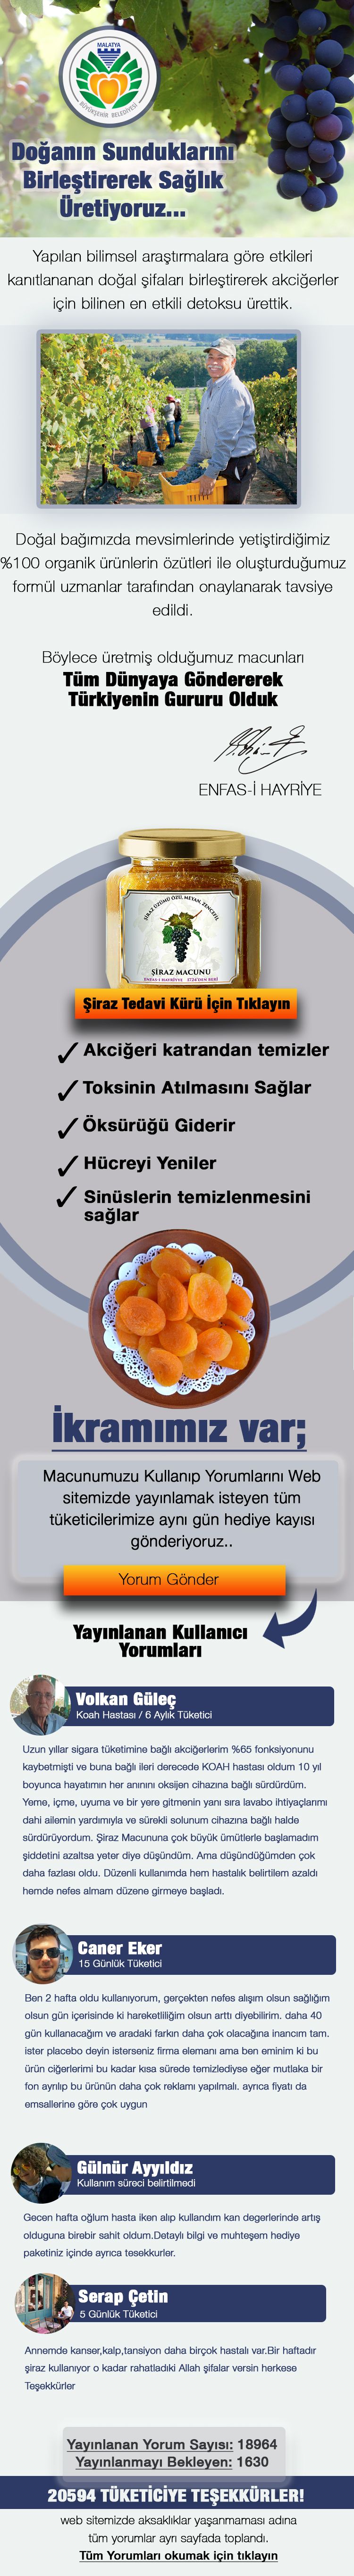 MALATYA
BÜYÜKŞEHİR BELEDİYESİ
Doğanın Sunduklarını
Birleştirerek Sağlık
Üretiyoruz...
Yapılan bilimsel araştırmalara göre etkileri
kanıtlananan doğal şifaları birleştirerek akciğerler
için bilinen en etkili detoksu ürettik.
Doğal bağımızda mevsimlerinde yetiştirdiğimiz
%100 organik ürünlerin özütleri ile oluşturduğumuz
formül uzmanlar tarafından onaylanarak tavsiye
edildi.
Böylece üretmiş olduğumuz macunları
Tüm Dünyaya Göndererek
Türkiyenin Gururu Olduk
ENFAS-İ HAYRİYE
ŞİRAZ ÜZÜMÜ ÖZÜ, MEYAN, ZENCEFİL
ŞİRAZ MACUNU
ENFAS-I HAYRİYYE - 1726'DEN BERİ
Şiraz Tedavi Kürü İçin Tıklayın
✓ Akciğeri katrandan temizler
✓ Toksinin Atılmasını Sağlar
✓ Öksürüğü Giderir
✓ Hücreyi Yeniler
✓ Sinüslerin temizlenmesini
sağlar
İkramımız var;
Macunumuzu Kullanıp Yorumlarını Web
sitemizde yayınlamak isteyen tüm
tüketicilerimize aynı gün hediye kayısı
gönderiyoruz..
Yorum Gönder
Yayınlanan Kullanıcı
Yorumları
Volkan Güleç
Koah Hastası / 6 Aylık Tüketici
Uzun yıllar sigara tüketimine bağlı akciğerlerim %65 fonksiyonunu
kaybetmişti ve buna bağlı ileri derecede KOAH hastası oldum 10 yıl
boyunca hayatımın her anınını oksijen cihazına bağlı sürdürdüm.
Yeme, içme, uyuma ve bir yere gitmenin yanı sıra lavabo ihtiyaçlarımı
dahi ailemin yardımıyla ve sürekli solunum cihazına bağlı halde
sürdürüyordum. Şiraz Macununa çok büyük ümütlerle başlamadım
şiddetini azaltsa yeter diye düşündüm. Ama düşündüğümden çok
daha fazlası oldu. Düzenli kullanımda hem hastalık belirtilem azaldı
hemde nefes almam düzene girmeye başladı.
Caner Eker
15 Günlük Tüketici
Ben 2 hafta oldu kullanıyorum, gerçekten nefes alışım olsun sağlığım
olsun gün içerisinde ki hareketliliğim olsun arttı diyebilirim. daha 40
gün kullanacağım ve aradaki farkın daha çok olacağına inancım tam.
ister placebo deyin isterseniz firma elemanı ama ben eminim ki bu
ürün ciğerlerimi bu kadar kısa sürede temizlediyse eğer mutlaka bir
fon ayrılıp bu ürünün daha çok reklamı yapılmalı. ayrıca fiyatı da
emsallerine göre çok uygun
Gülnür Ayyıldız
Kullanım süreci belirtilmedi
Gecen hafta oğlum hasta iken alıp kullandım kan degerlerinde artış
olduguna birebir sahit oldum.Detaylı bilgi ve muhteşem hediye
paketiniz içinde ayrıca tesekkurler.
Serap Çetin
5 Günlük Tüketici
Annemde kanser,kalp,tansiyon daha birçok hastalı var.Bir haftadır
şiraz kullanıyor o kadar rahatladıki Allah şifalar versin herkese
Teşekkürler
Yayınlanan Yorum Sayısı: 18964
Yayınlanmayı Bekleyen: 1630
20594 TÜKETİCİYE TEŞEKKÜRLER!
web sitemizde aksaklıklar yaşanmaması adına
tüm yorumlar ayrı sayfada toplandı.
Tüm Yorumları okumak için tıklayın